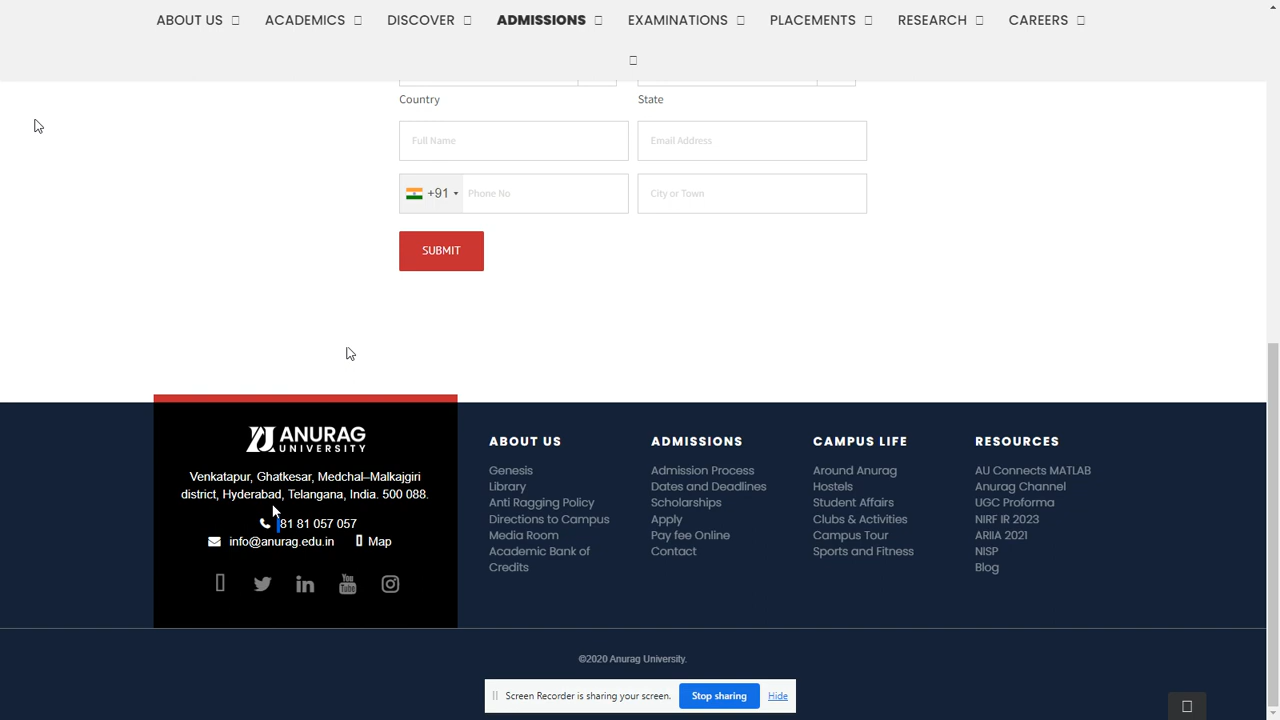 ABOUT US ACADEMICS DISCOVER ADMISSIONS EXAMINATIONS PLACEMENTS RESEARCH CAREERS
Country State
Full Name Email Address
+91 Phone No City or Town
SUBMIT
ANURAG
UNIVERSITY
Venkatapur, Ghatkesar, Medchal–Malkajgiri
district, Hyderabad, Telangana, India. 500 088.
81 81 057 057
info@anurag.edu.in Map
You
Tube
ABOUT US
Genesis
Library
Anti Ragging Policy
Directions to Campus
Media Room
Academic Bank of
Credits
ADMISSIONS
Admission Process
Dates and Deadlines
Scholarships
Apply
Pay fee Online
Contact
CAMPUS LIFE
Around Anurag
Hostels
Student Affairs
Clubs & Activities
Campus Tour
Sports and Fitness
RESOURCES
AU Connects MATLAB
Anurag Channel
UGC Proforma
NIRF IR 2023
ARIIA 2021
NISP
Blog
©2020 Anurag University.
Screen Recorder is sharing your screen. Stop sharing Hide